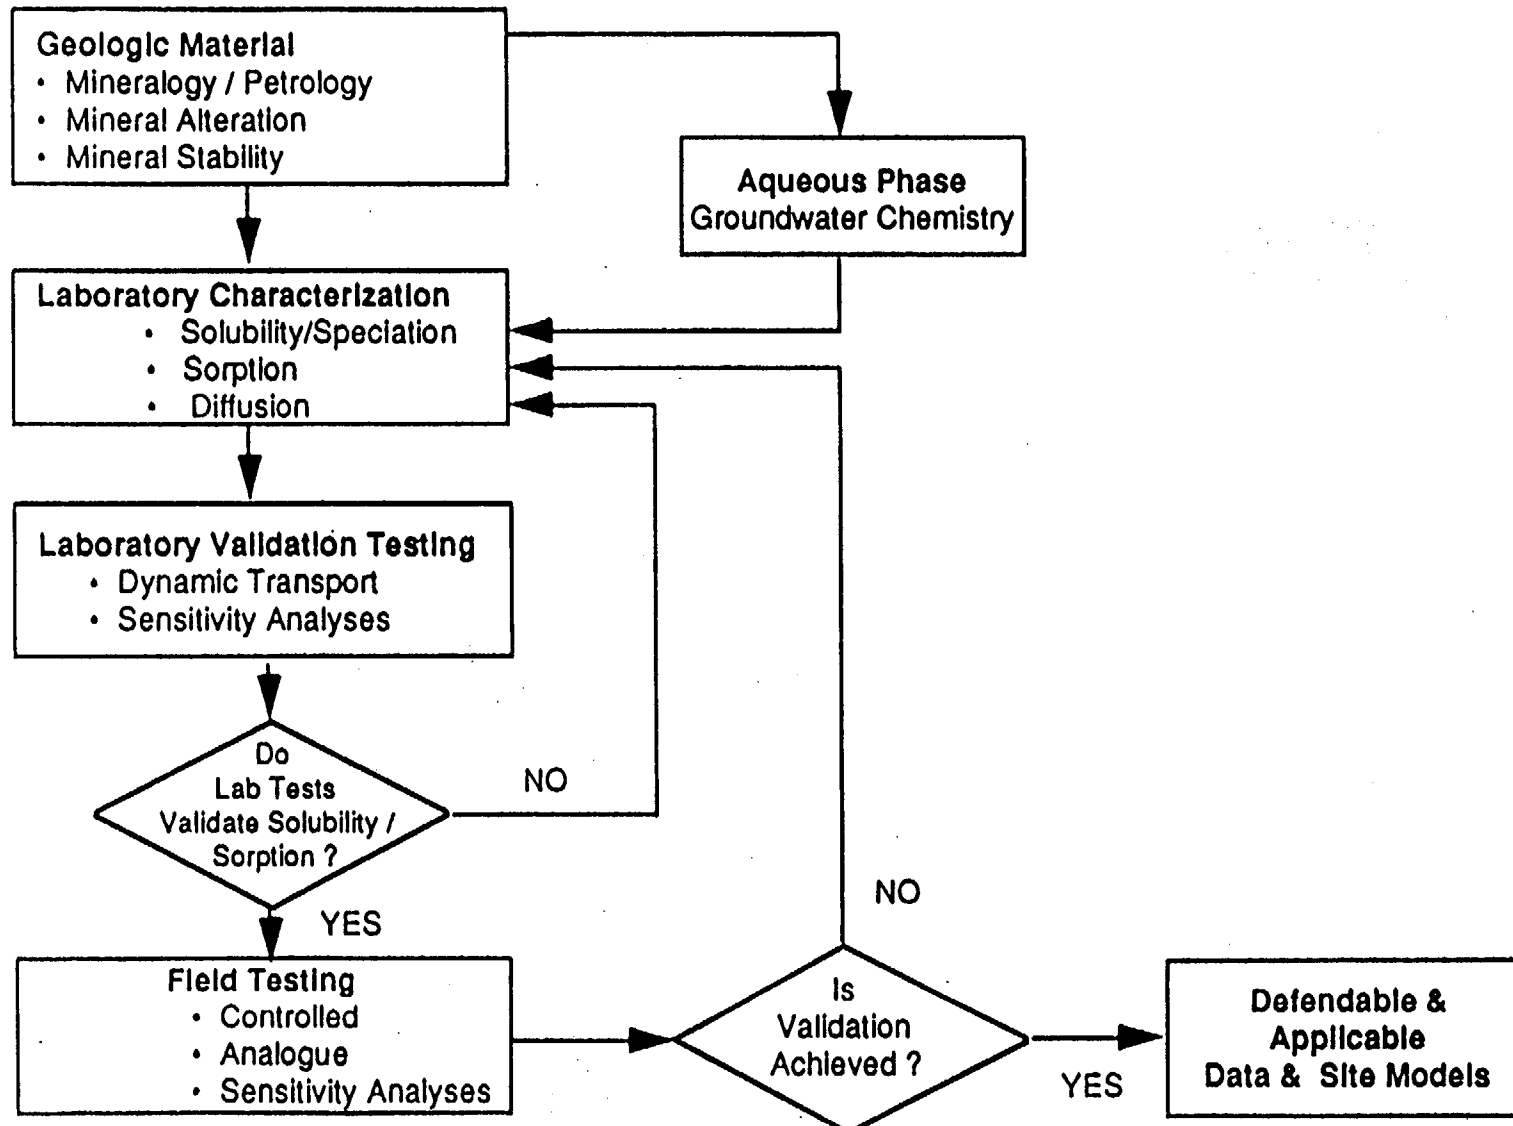 Geologic Material
• Mineralogy / Petrology
• Mineral Alteration
• Mineral Stability
Aqueous Phase
Groundwater Chemistry
Laboratory Characterization
• Solubility/Speciation
• Sorption
• Diffusion
Laboratory Validation Testing
• Dynamic Transport
• Sensitivity Analyses
Do
Lab Tests
Validate Solubility /
Sorption ?
NO
YES
Field Testing
• Controlled
• Analogue
• Sensitivity Analyses
NO
Is
Validation
Achieved ?
YES
Defendable &
Applicable
Data & Site Models